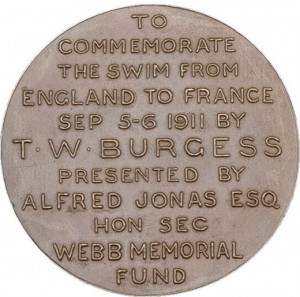 TO
COMMEMORATE
THE SWIM FROM
ENGLAND TO FRANCE
SEP 5-6 1911 BY
T·W·BURGESS
PRESENTED BY
ALFRED JONAS ESQ
HON SEC
WEBB MEMORIAL
FUND